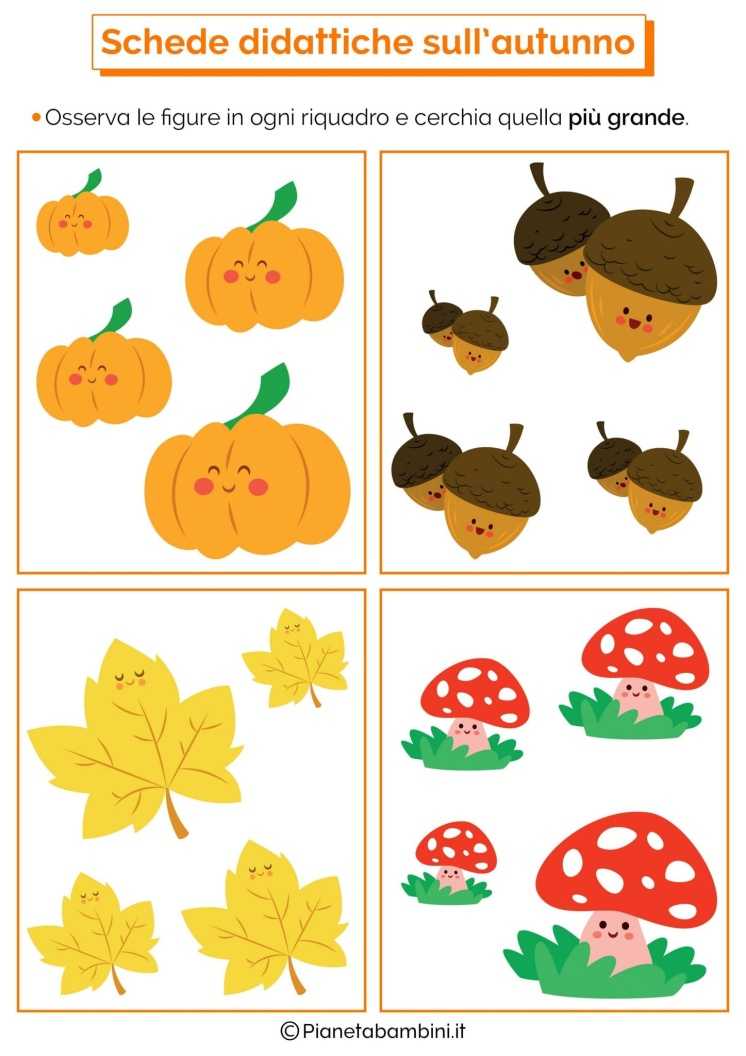 Schede didattiche sull'autunno
• Osserva le figure in ogni riquadro e cerchia quella più grande.
©Pianetabambini.it